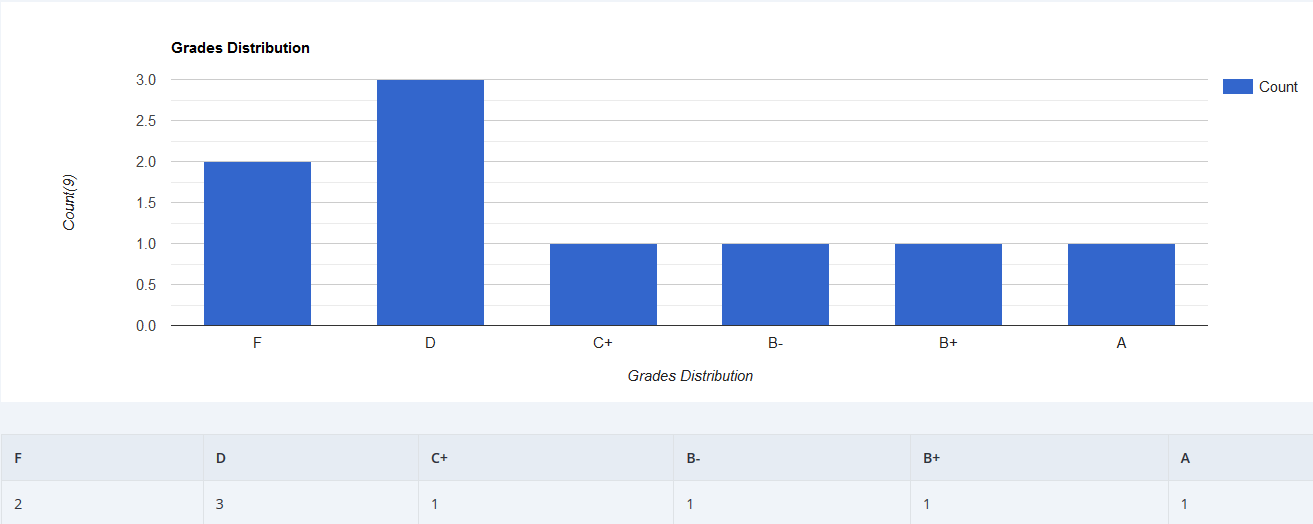 Grades Distribution
3.0
2.5
2.0
1.5
1.0
0.5
0.0
Count(9)
Count
F D C+ B- B+ A
Grades Distribution
F D C+ B- B+ A
2 3 1 1 1 1